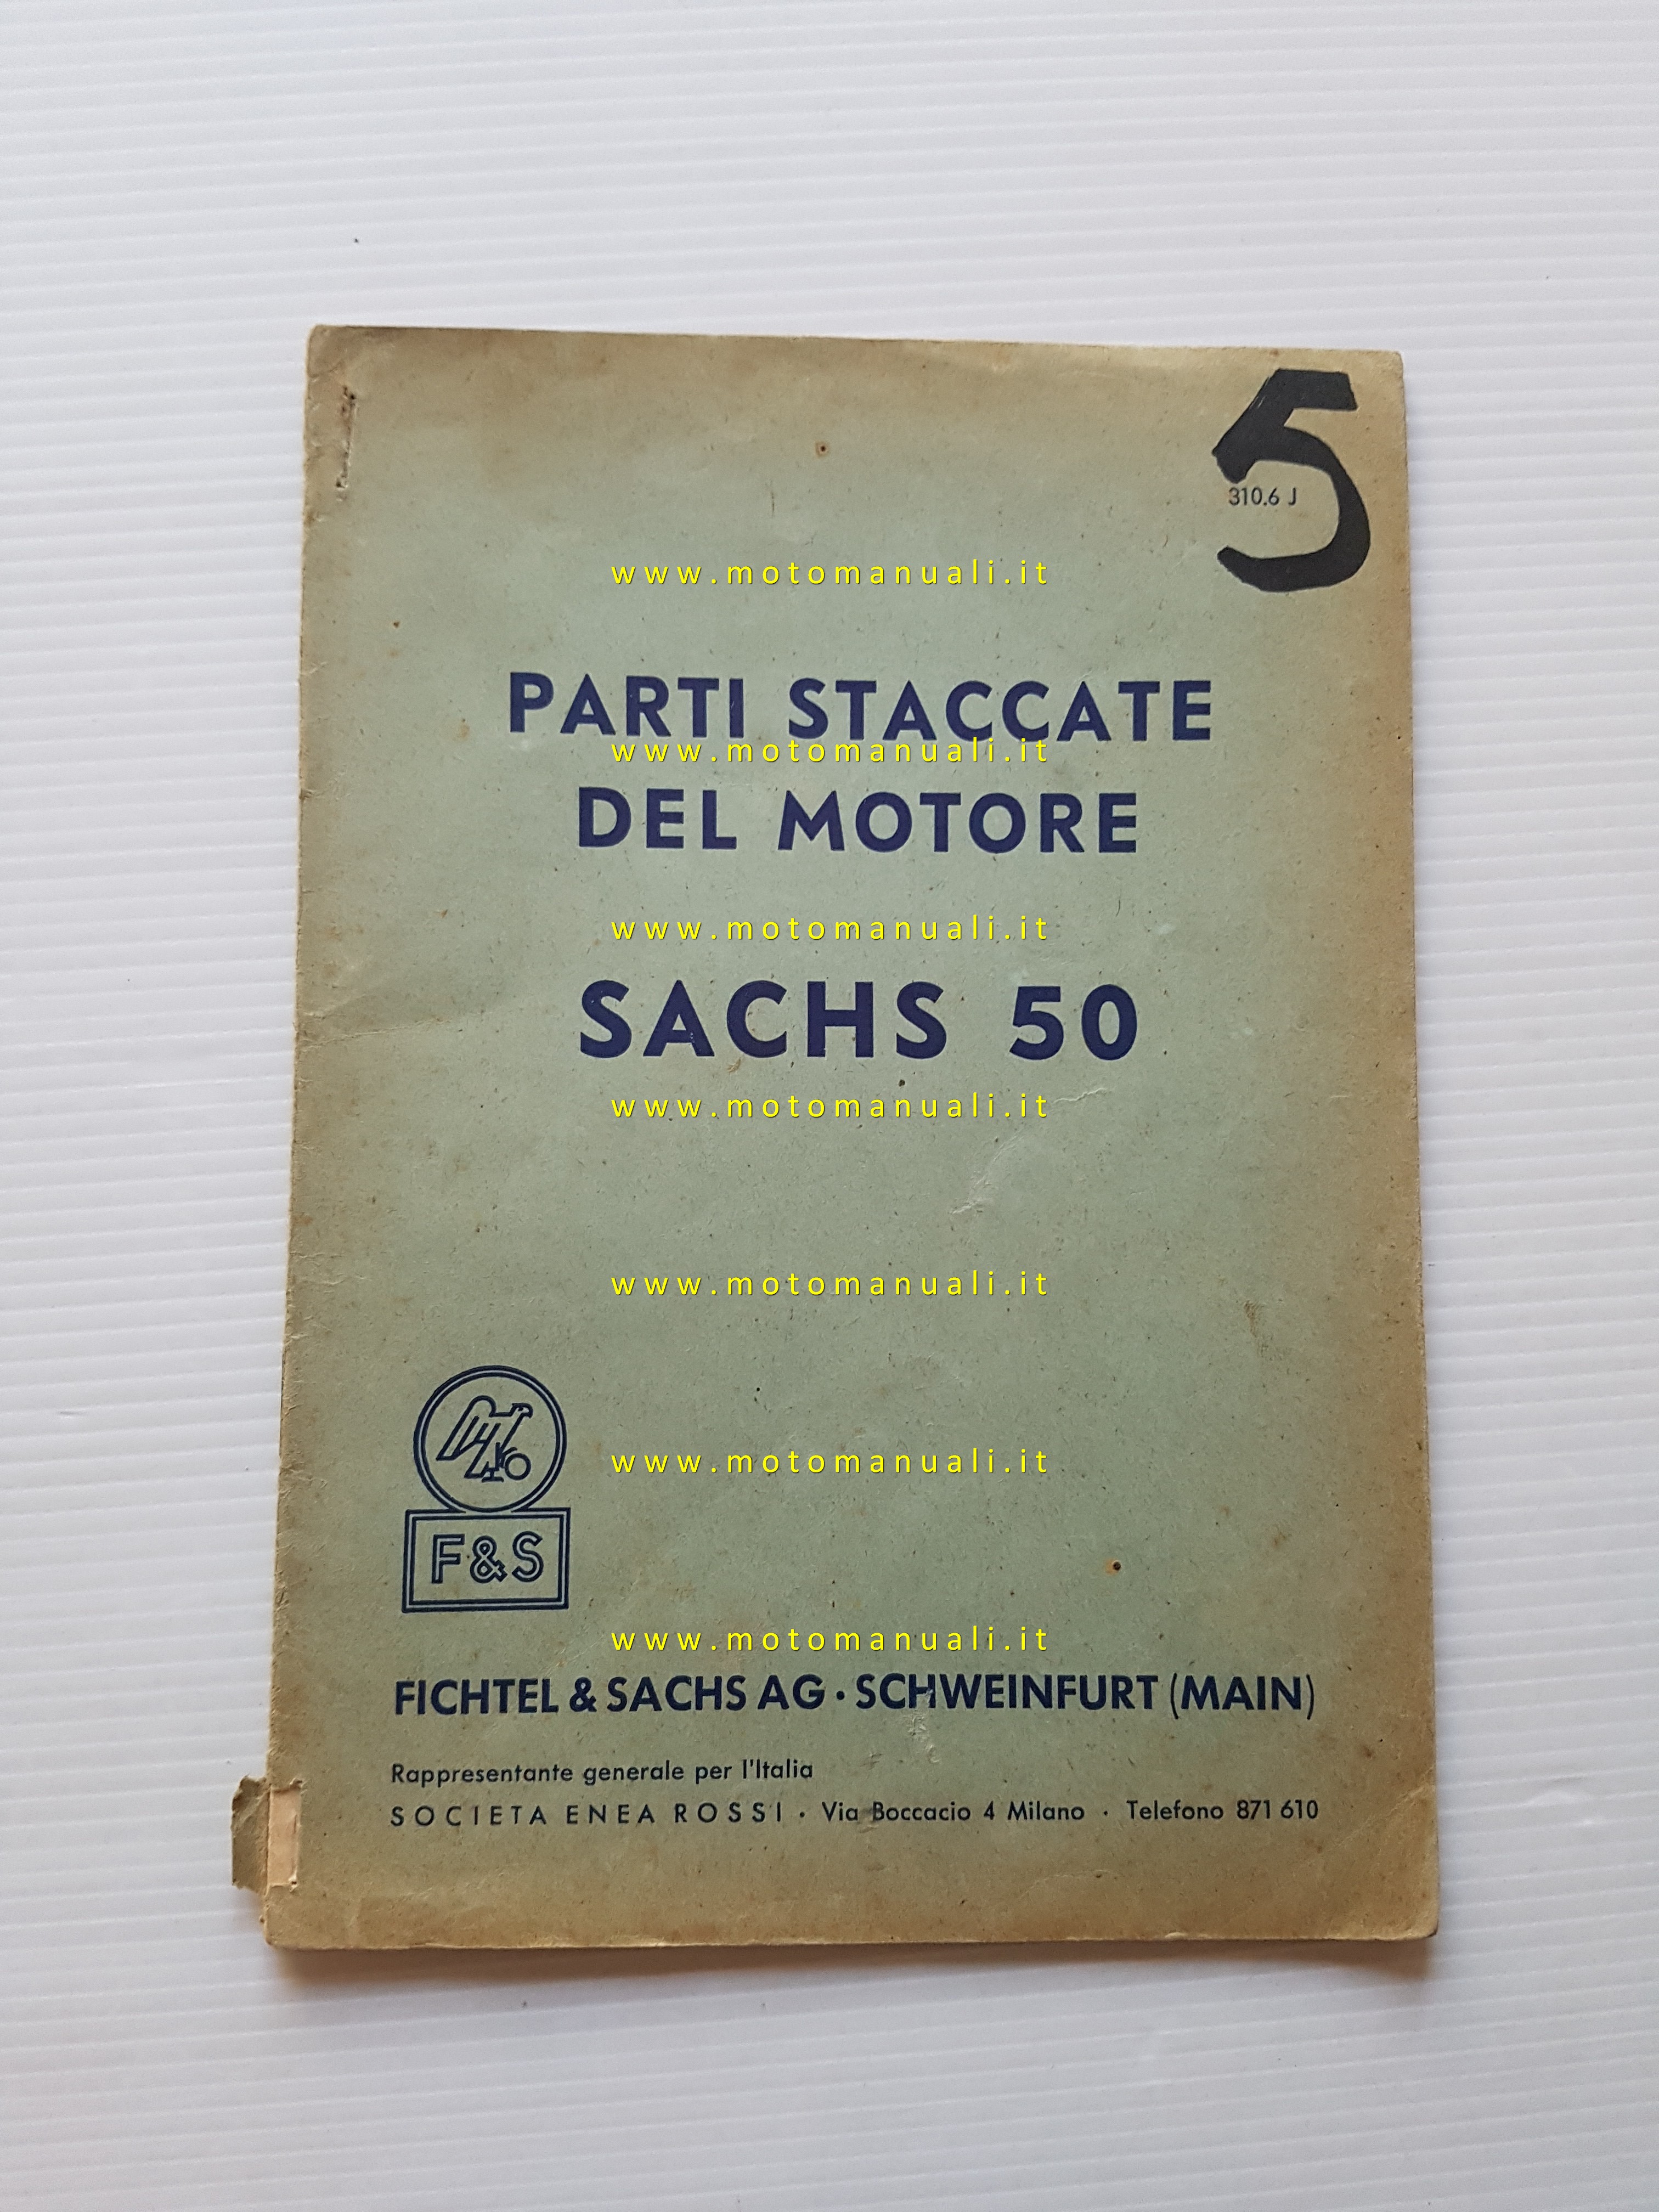 5
310.6 J
www.motomanuali.it
PARTI STACCATE
www.motomanuali.it
DEL MOTORE
www.motomanuali.it
SACHS 50
www.motomanuali.it
www.motomanuali.it
www.motomanuali.it
F&S
www.motomanuali.it
FICHTEL & SACHS AG · SCHWEINFURT (MAIN)
Rappresentante generale per l'Italia
SOCIETA ENEA ROSSI · Via Boccacio 4 Milano · Telefono 871 610